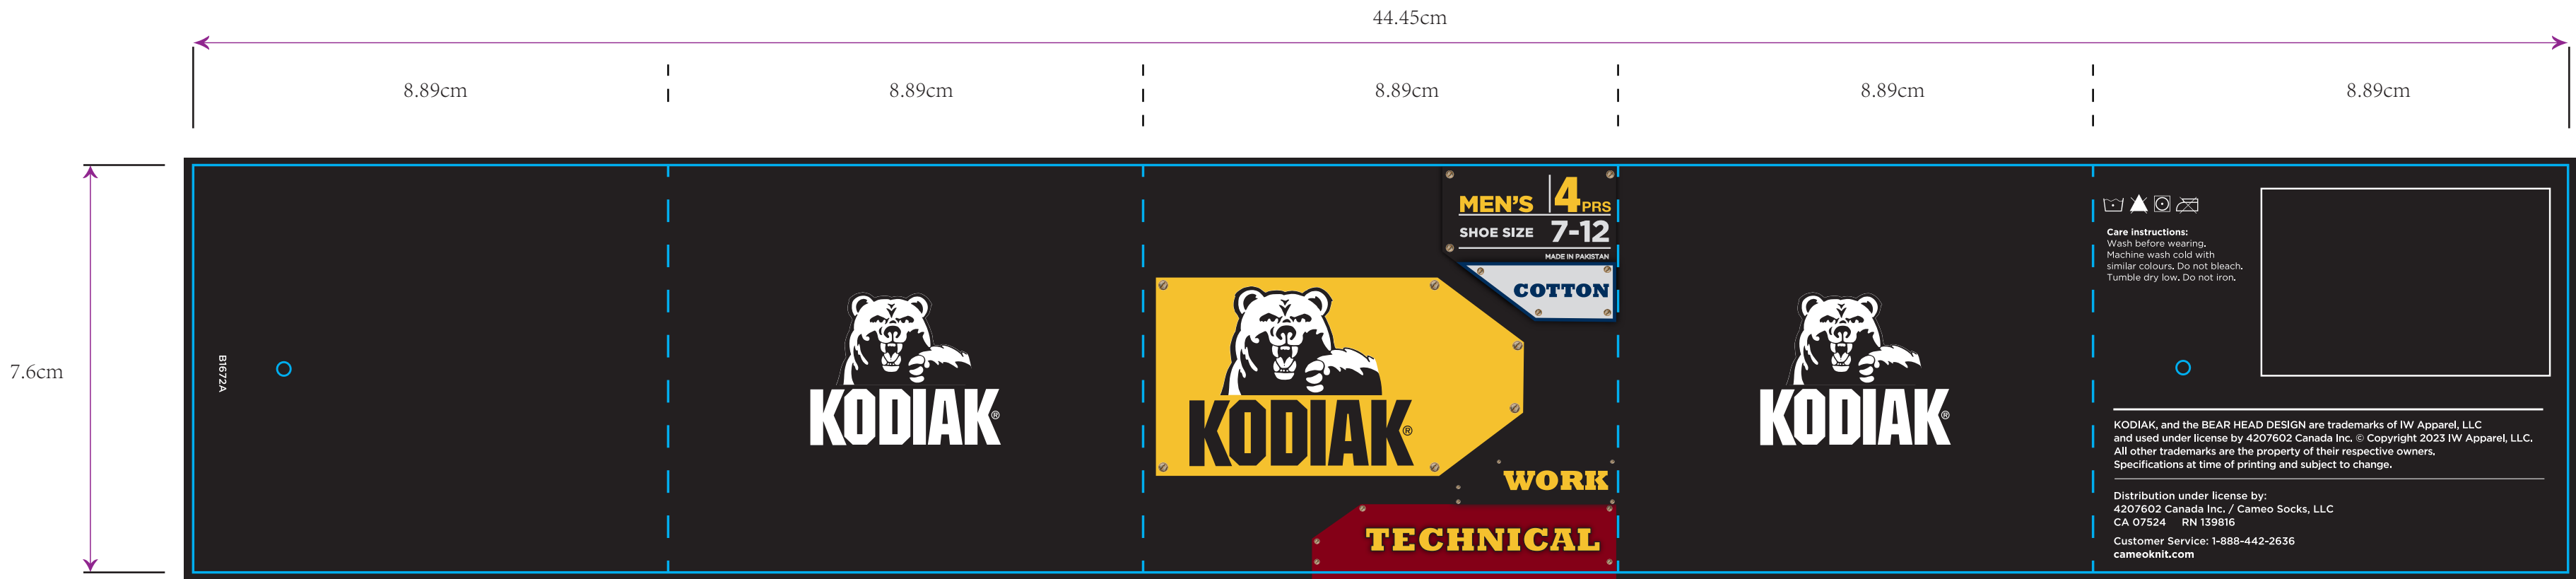 44.45cm
8.89cm
8.89cm
8.89cm
8.89cm
8.89cm
7.6cm
B1672A
KODIAK®
MEN'S 4 PRS
SHOE SIZE 7-12
MADE IN PAKISTAN
COTTON
KODIAK®
WORK
TECHNICAL
KODIAK®
Care instructions:
Wash before wearing.
Machine wash cold with
similar colours. Do not bleach.
Tumble dry low. Do not iron.
KODIAK, and the BEAR HEAD DESIGN are trademarks of IW Apparel, LLC
and used under license by 4207602 Canada Inc. © Copyright 2023 IW Apparel, LLC.
All other trademarks are the property of their respective owners.
Specifications at time of printing and subject to change.
Distribution under license by:
4207602 Canada Inc. / Cameo Socks, LLC
CA 07524 RN 139816
Customer Service: 1-888-442-2636
cameoknit.com